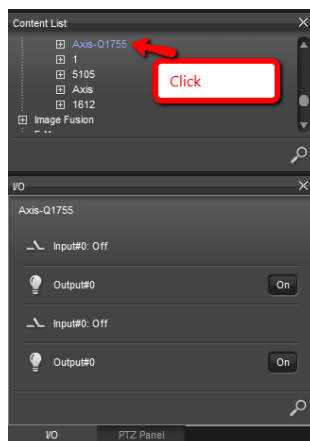 Content List
Axis-Q1755
Click
1
5105
Axis
1612
Image Fusion
I/O
Axis-Q1755
Input#0: Off
Output#0 On
Input#0: Off
Output#0 On
I/O PTZ Panel